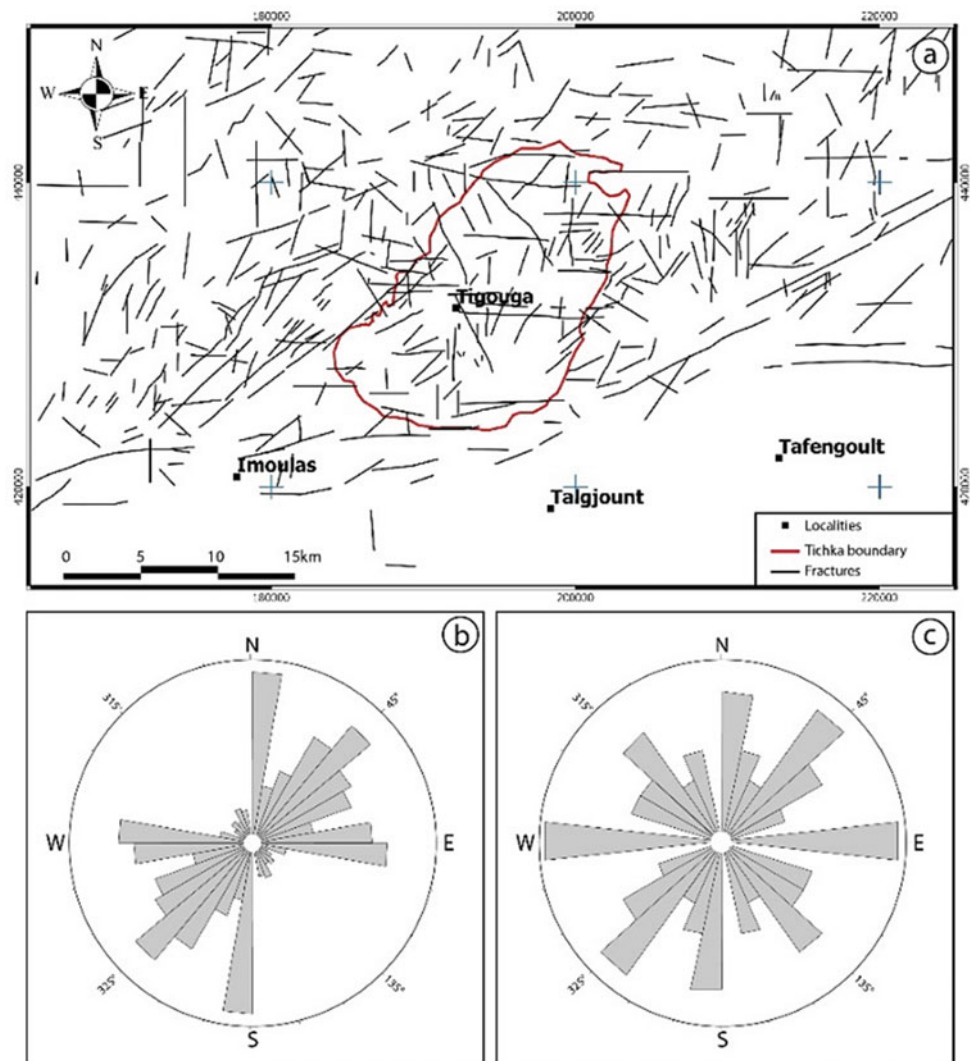 180000 200000 220000
a
N
W E
S
440000 440000
Tigouga
Imoulas
Tafengoult
Talgjount
420000 420000
Localities
Tichka boundary
Fractures
0 5 10 15km
180000 200000 220000
b
N
315° 45°
W E
325° 135°
S
c
N
315° 45°
W E
325° 135°
S